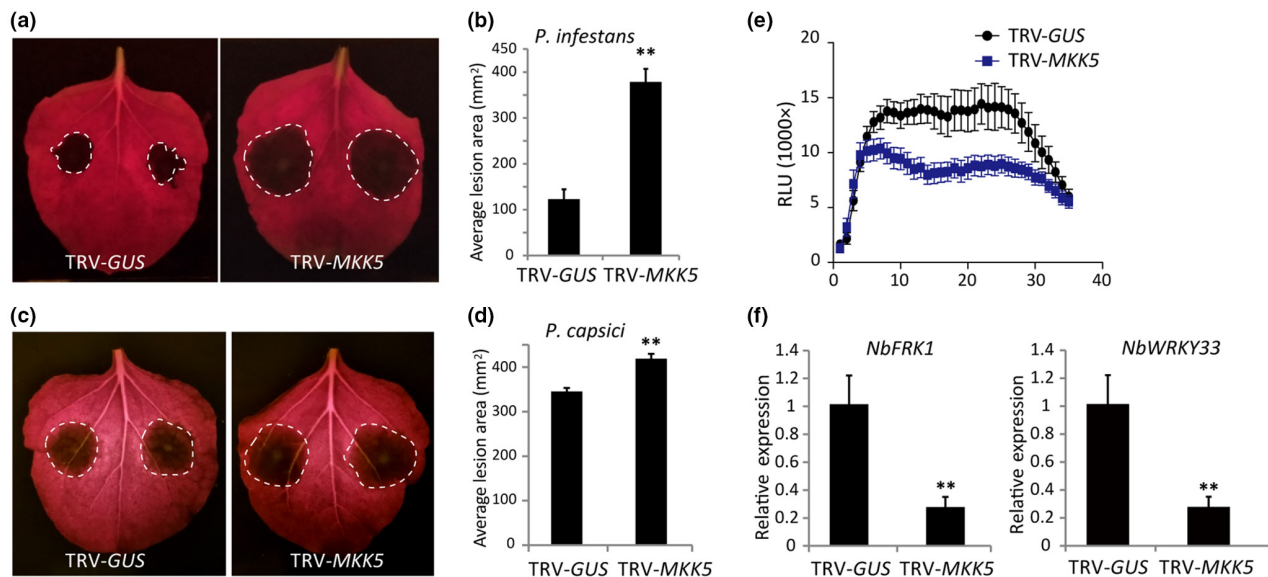 (a)
TRV-GUS
TRV-MKK5
(b)
P. infestans
Average lesion area (mm²)
450
400
300
200
100
0
**
TRV-GUS TRV-MKK5
(c)
TRV-GUS
TRV-MKK5
(d)
P. capsici
Average lesion area (mm²)
400
300
200
100
0
**
TRV-GUS TRV-MKK5
(e)
TRV-GUS
TRV-MKK5
RLU (1000×)
20
15
10
5
0
0 10 20 30 40
(f)
NbFRK1
Relative expression
1.4
1.2
1
0.8
0.6
0.4
0.2
0
**
TRV-GUS TRV-MKK5
NbWRKY33
Relative expression
1.4
1.2
1
0.8
0.6
0.4
0.2
0
**
TRV-GUS TRV-MKK5